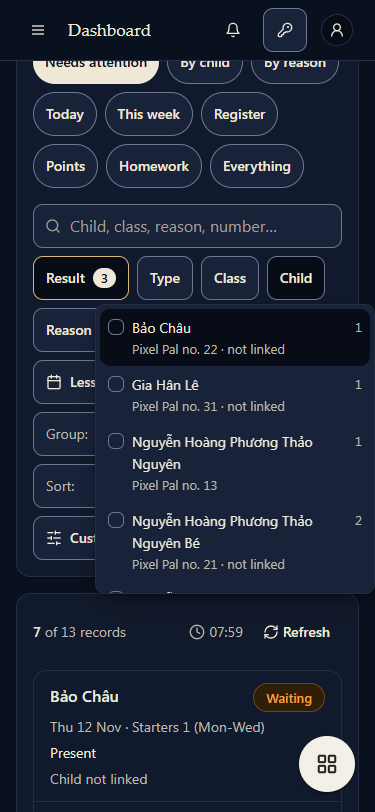 Dashboard
Needs attention
By child
By reason
Today
This week
Register
Points
Homework
Everything
Child, class, reason, number...
Result 3
Type
Class
Child
Reason
Bảo Châu 1
Pixel Pal no. 22 · not linked
Gia Hân Lê 1
Pixel Pal no. 31 · not linked
Nguyễn Hoàng Phương Thảo 1
Nguyên
Pixel Pal no. 13
Nguyễn Hoàng Phương Thảo 2
Nguyên Bé
Pixel Pal no. 21 · not linked
Group:
Sort:
7 of 13 records
07:59
Refresh
Bảo Châu
Waiting
Thu 12 Nov · Starters 1 (Mon-Wed)
Present
Child not linked